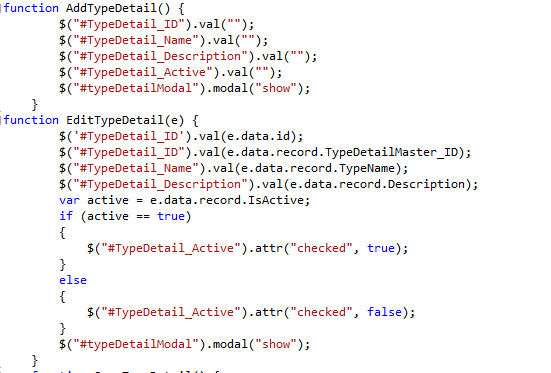 function AddTypeDetail() {
$("#TypeDetail_ID").val("");
$("#TypeDetail_Name").val("");
$("#TypeDetail_Description").val("");
$("#TypeDetail_Active").val("");
$("#typeDetailModal").modal("show");
}
function EditTypeDetail(e) {
$('#TypeDetail_ID').val(e.data.id);
$("#TypeDetail_ID").val(e.data.record.TypeDetailMaster_ID);
$("#TypeDetail_Name").val(e.data.record.TypeName);
$("#TypeDetail_Description").val(e.data.record.Description);
var active = e.data.record.IsActive;
if (active == true)
{
$("#TypeDetail_Active").attr("checked", true);
}
else
{
$("#TypeDetail_Active").attr("checked", false);
}
$("#typeDetailModal").modal("show");
}